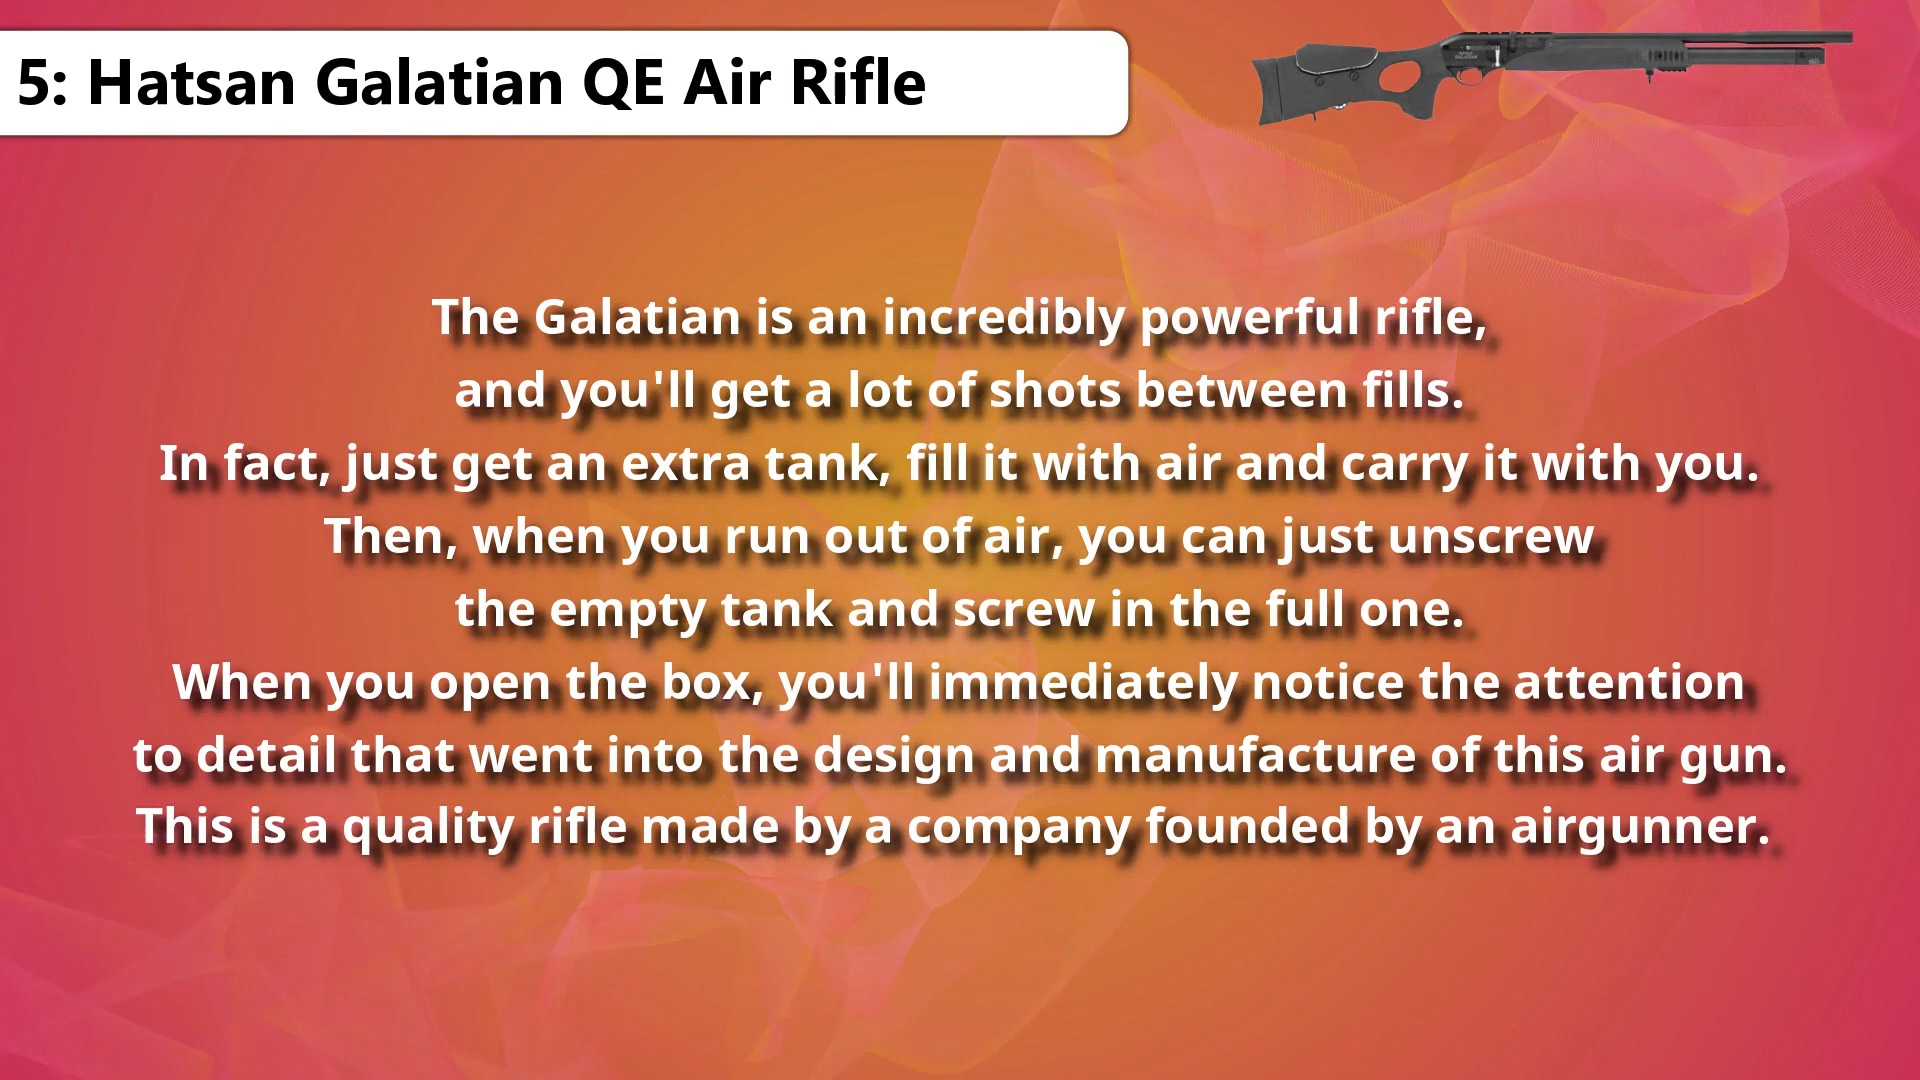 5: Hatsan Galatian QE Air Rifle
The Galatian is an incredibly powerful rifle,
and you'll get a lot of shots between fills.
In fact, just get an extra tank, fill it with air and carry it with you.
Then, when you run out of air, you can just unscrew
the empty tank and screw in the full one.
When you open the box, you'll immediately notice the attention
to detail that went into the design and manufacture of this air gun.
This is a quality rifle made by a company founded by an airgunner.